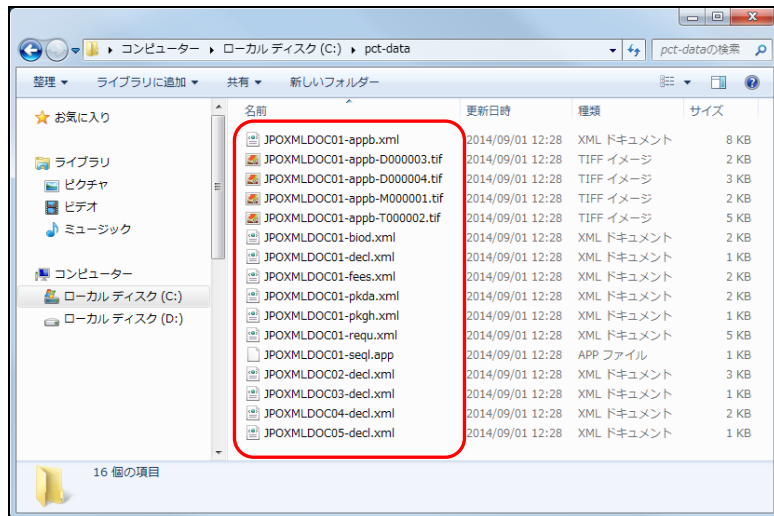 コンピューター ▸ ローカル ディスク (C:) ▸ pct-data
pct-dataの検索
整理 ライブラリに追加 共有 新しいフォルダー
お気に入り
ライブラリ
ピクチャ
ビデオ
ミュージック
コンピューター
ローカル ディスク (C:)
ローカル ディスク (D:)
名前 更新日時 種類 サイズ
JPOXMLDOC01-appb.xml 2014/09/01 12:28 XML ドキュメント 8 KB
JPOXMLDOC01-appb-D000003.tif 2014/09/01 12:28 TIFF イメージ 2 KB
JPOXMLDOC01-appb-D000004.tif 2014/09/01 12:28 TIFF イメージ 3 KB
JPOXMLDOC01-appb-M000001.tif 2014/09/01 12:28 TIFF イメージ 2 KB
JPOXMLDOC01-appb-T000002.tif 2014/09/01 12:28 TIFF イメージ 5 KB
JPOXMLDOC01-biod.xml 2014/09/01 12:28 XML ドキュメント 2 KB
JPOXMLDOC01-decl.xml 2014/09/01 12:28 XML ドキュメント 1 KB
JPOXMLDOC01-fees.xml 2014/09/01 12:28 XML ドキュメント 2 KB
JPOXMLDOC01-pkda.xml 2014/09/01 12:28 XML ドキュメント 2 KB
JPOXMLDOC01-pkgh.xml 2014/09/01 12:28 XML ドキュメント 1 KB
JPOXMLDOC01-requ.xml 2014/09/01 12:28 XML ドキュメント 5 KB
JPOXMLDOC01-seql.app 2014/09/01 12:28 APP ファイル 1 KB
JPOXMLDOC02-decl.xml 2014/09/01 12:28 XML ドキュメント 3 KB
JPOXMLDOC03-decl.xml 2014/09/01 12:28 XML ドキュメント 1 KB
JPOXMLDOC04-decl.xml 2014/09/01 12:28 XML ドキュメント 2 KB
JPOXMLDOC05-decl.xml 2014/09/01 12:28 XML ドキュメント 1 KB
16 個の項目